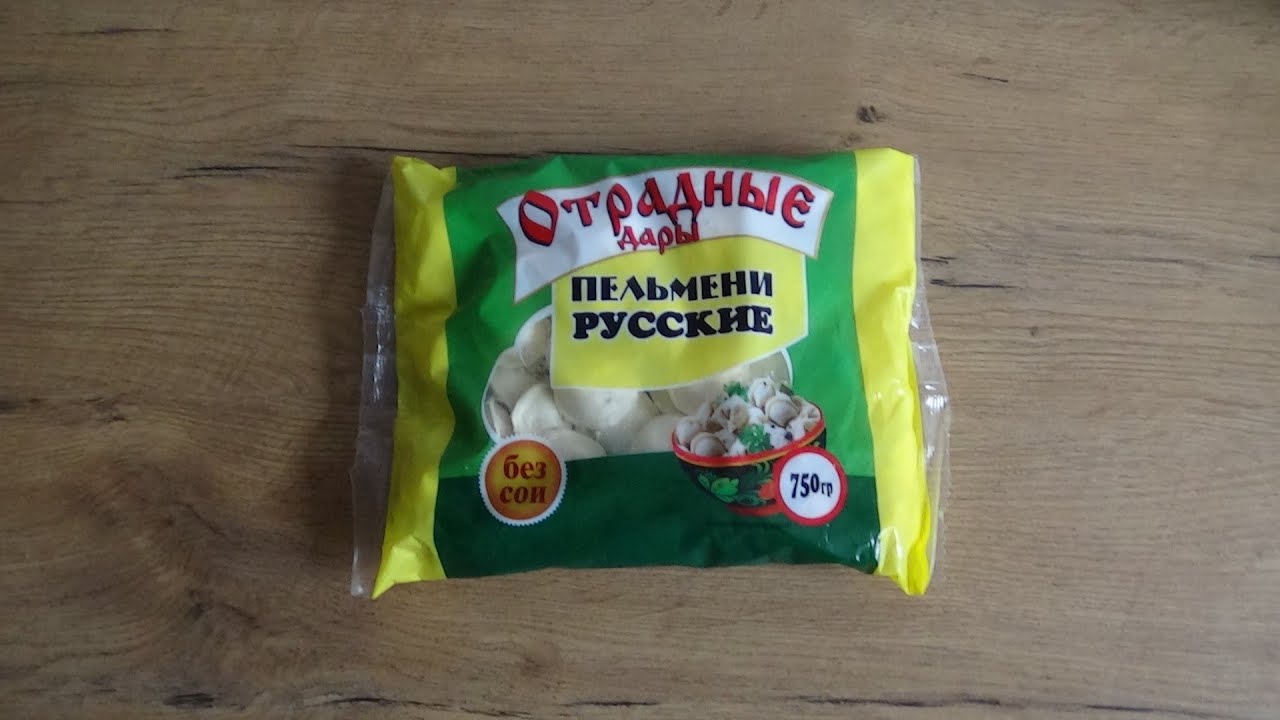 Отрадные
дары
ПЕЛЬМЕНИ
РУССКИЕ
без
сои
750гр